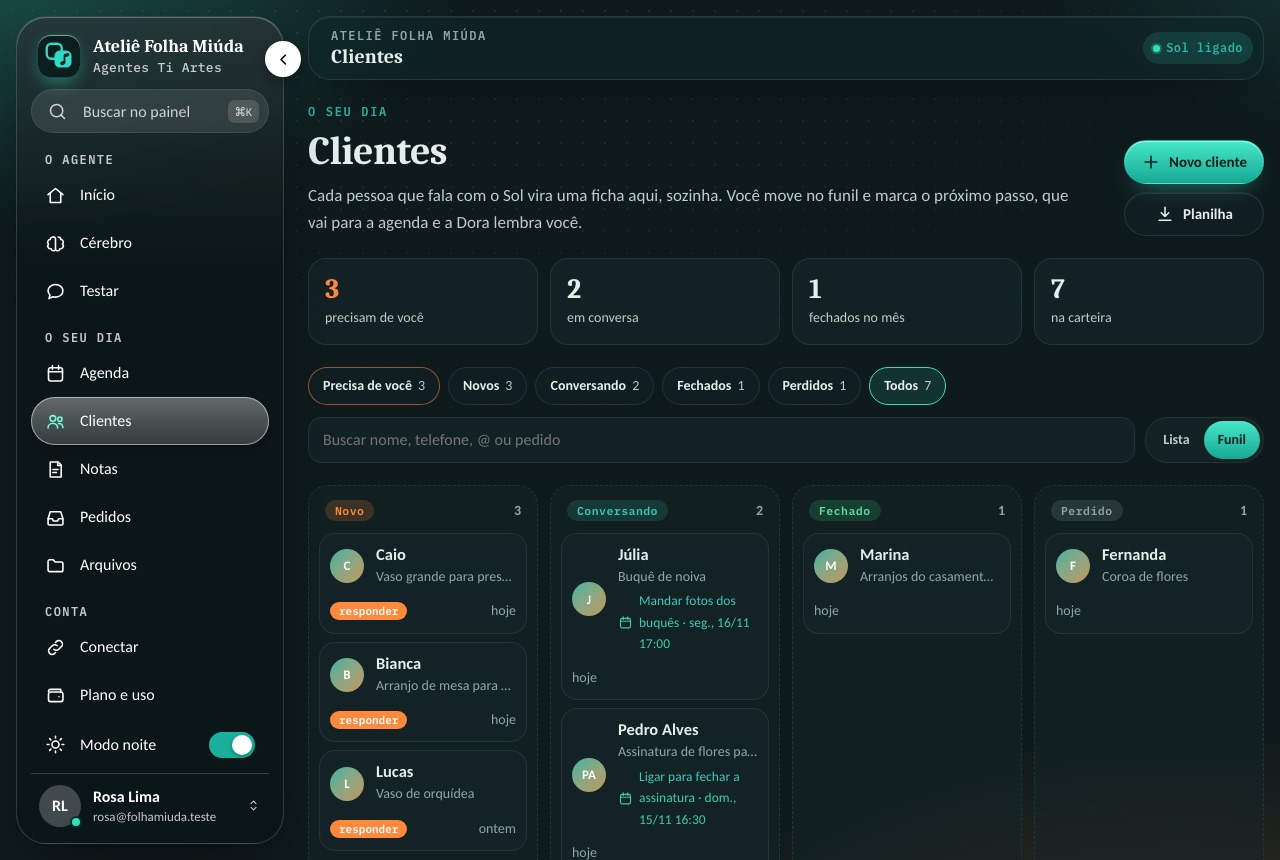 Ateliê Folha Miúda
Agentes Ti Artes
Buscar no painel
⌘K
O AGENTE
Início
Cérebro
Testar
O SEU DIA
Agenda
Clientes
Notas
Pedidos
Arquivos
CONTA
Conectar
Plano e uso
Modo noite
RL
Rosa Lima
rosa@folhamiuda.teste
ATELIÊ FOLHA MIÚDA
Clientes
Sol ligado
O SEU DIA
Clientes
Cada pessoa que fala com o Sol vira uma ficha aqui, sozinha. Você move no funil e marca o próximo passo, que
vai para a agenda e a Dora lembra você.
Novo cliente
Planilha
3
precisam de você
2
em conversa
1
fechados no mês
7
na carteira
Precisa de você 3
Novos 3
Conversando 2
Fechados 1
Perdidos 1
Todos 7
Buscar nome, telefone, @ ou pedido
Lista
Funil
Novo 3
C
Caio
Vaso grande para pres…
responder
hoje
B
Bianca
Arranjo de mesa para …
responder
hoje
L
Lucas
Vaso de orquídea
responder
ontem
Conversando 2
J
Júlia
Buquê de noiva
Mandar fotos dos
buquês · seg., 16/11
17:00
hoje
PA
Pedro Alves
Assinatura de flores pa…
Ligar para fechar a
assinatura · dom.,
15/11 16:30
hoje
Fechado 1
M
Marina
Arranjos do casament…
hoje
Perdido 1
F
Fernanda
Coroa de flores
hoje